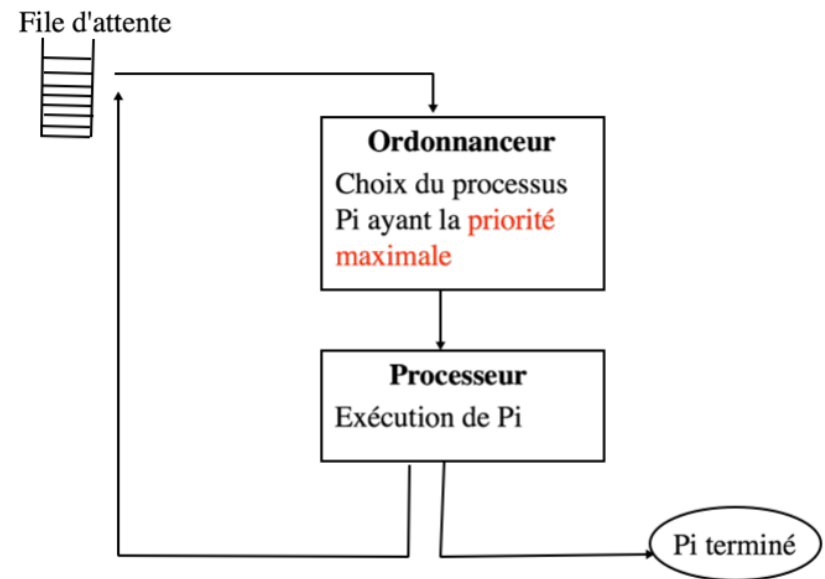 File d'attente
Ordonnanceur
Choix du processus
Pi ayant la priorité
maximale
Processeur
Exécution de Pi
Pi terminé